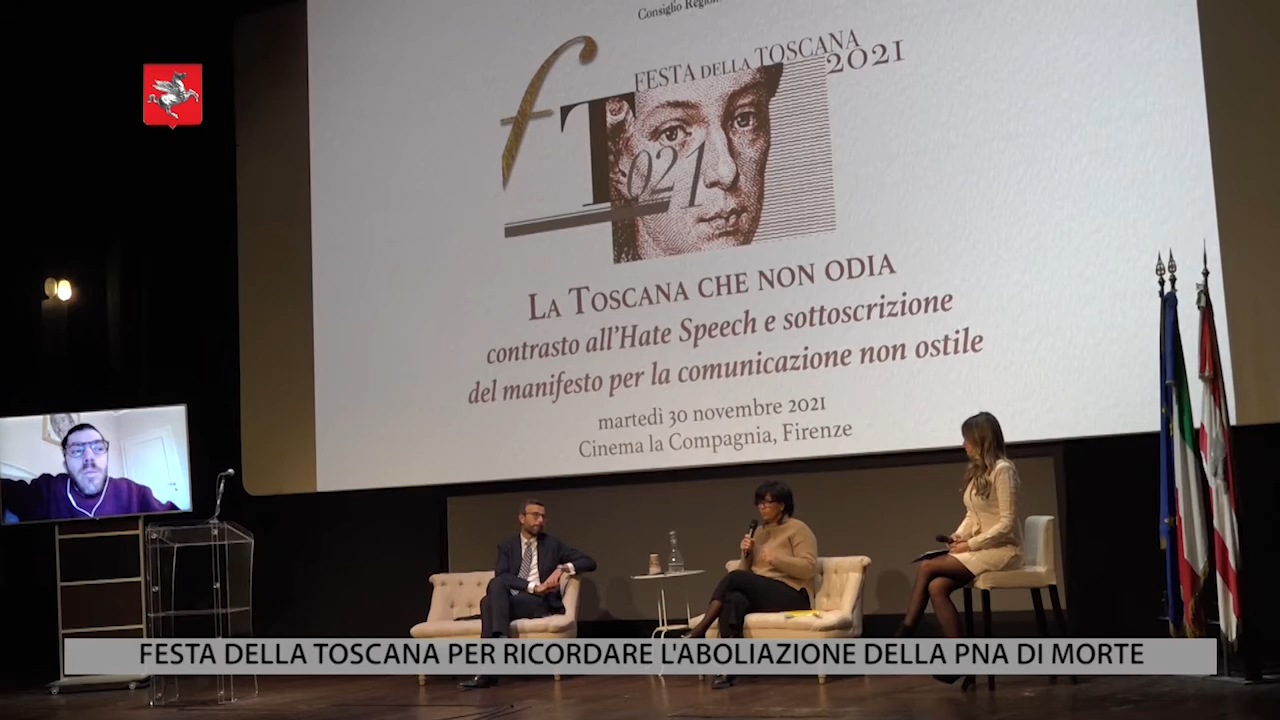 Consiglio
FESTA DELLA TOSCANA
2021
fT
021
LA TOSCANA CHE NON ODIA
contrasto all'Hate Speech e sottoscrizione
del manifesto per la comunicazione non ostile
martedì 30 novembre 2021
Cinema la Compagnia, Firenze
FESTA DELLA TOSCANA PER RICORDARE L'ABOLIAZIONE DELLA PNA DI MORTE